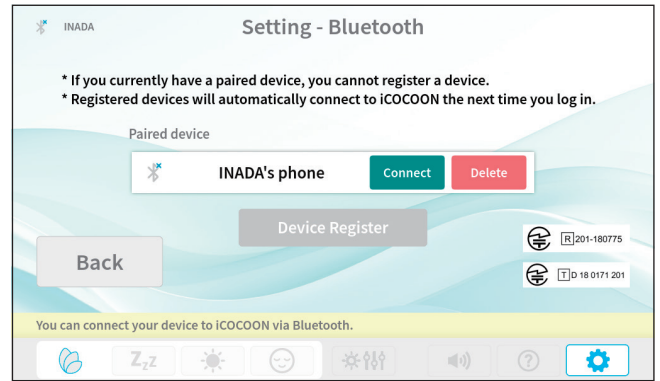 INADA
Setting - Bluetooth
* If you currently have a paired device, you cannot register a device.
* Registered devices will automatically connect to iCOCOON the next time you log in.
Paired device
INADA's phone Connect Delete
Device Register
R 201-180775
Back
T D 18 0171 201
You can connect your device to iCOCOON via Bluetooth.
ZzZ ?